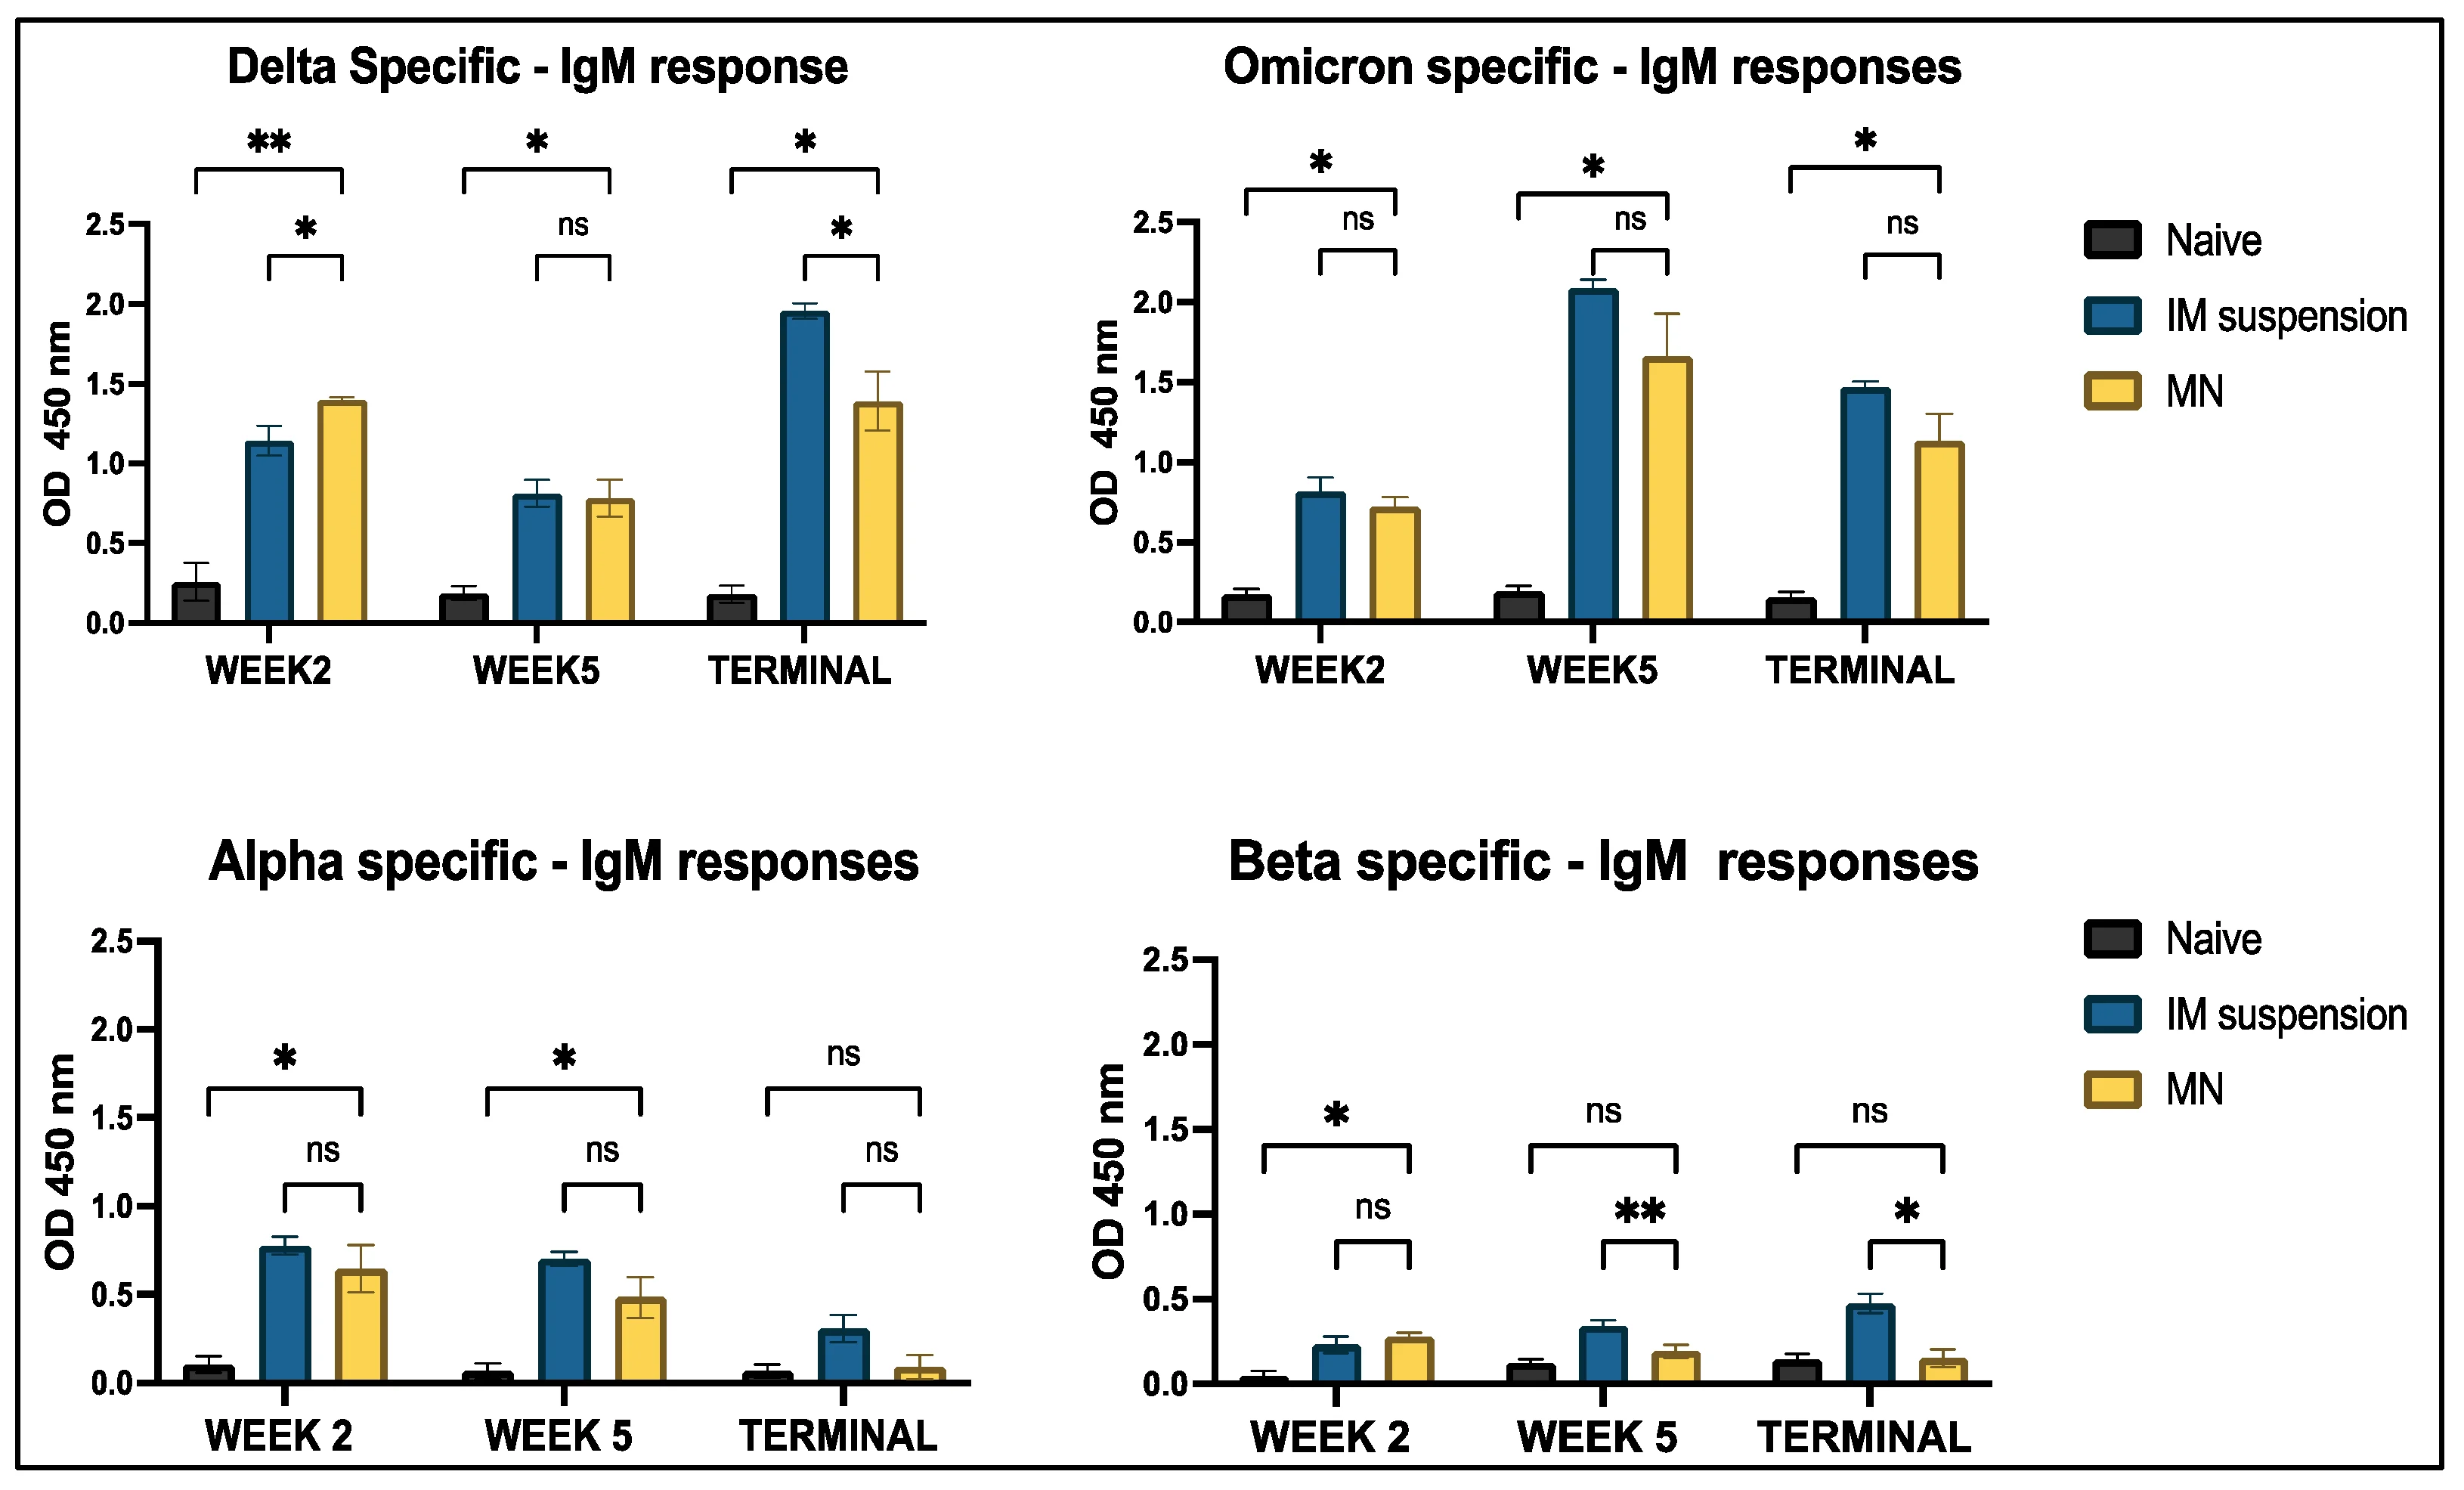 Delta Specific - IgM response
** * *
* ns *
2.5
2.0
1.5
1.0
0.5
0.0
OD 450 nm
WEEK2 WEEK5 TERMINAL
Omicron specific - IgM responses
* * *
ns ns ns
2.5
2.0
1.5
1.0
0.5
0.0
OD 450 nm
WEEK2 WEEK5 TERMINAL
Naive
IM suspension
MN
Alpha specific - IgM responses
2.5
2.0
1.5
1.0
0.5
0.0
OD 450 nm
* * ns
ns ns ns
WEEK 2 WEEK 5 TERMINAL
Beta specific - IgM responses
2.5
2.0
1.5
1.0
0.5
0.0
OD 450 nm
* ns ns
ns ** *
WEEK 2 WEEK 5 TERMINAL
Naive
IM suspension
MN